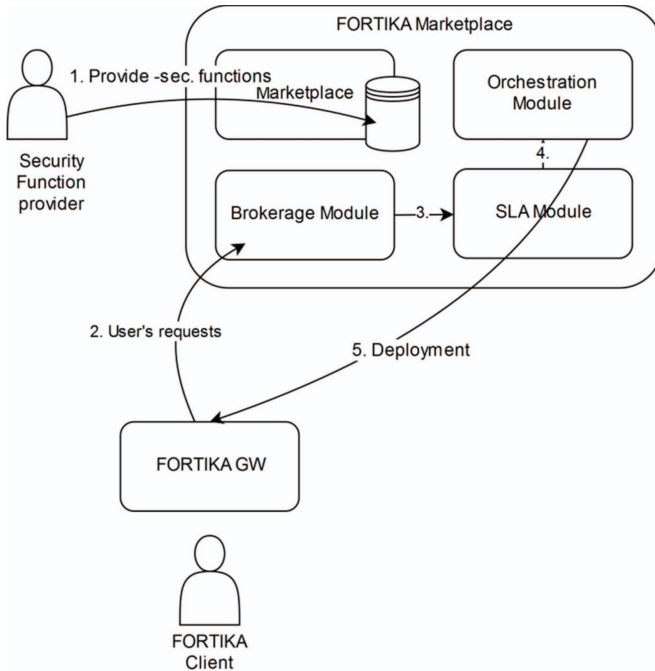 FORTIKA Marketplace
1. Provide -sec. functions
Marketplace
Orchestration
Module
Security
Function
provider
4.
Brokerage Module
3.
SLA Module
2. User's requests
5. Deployment
FORTIKA GW
FORTIKA
Client